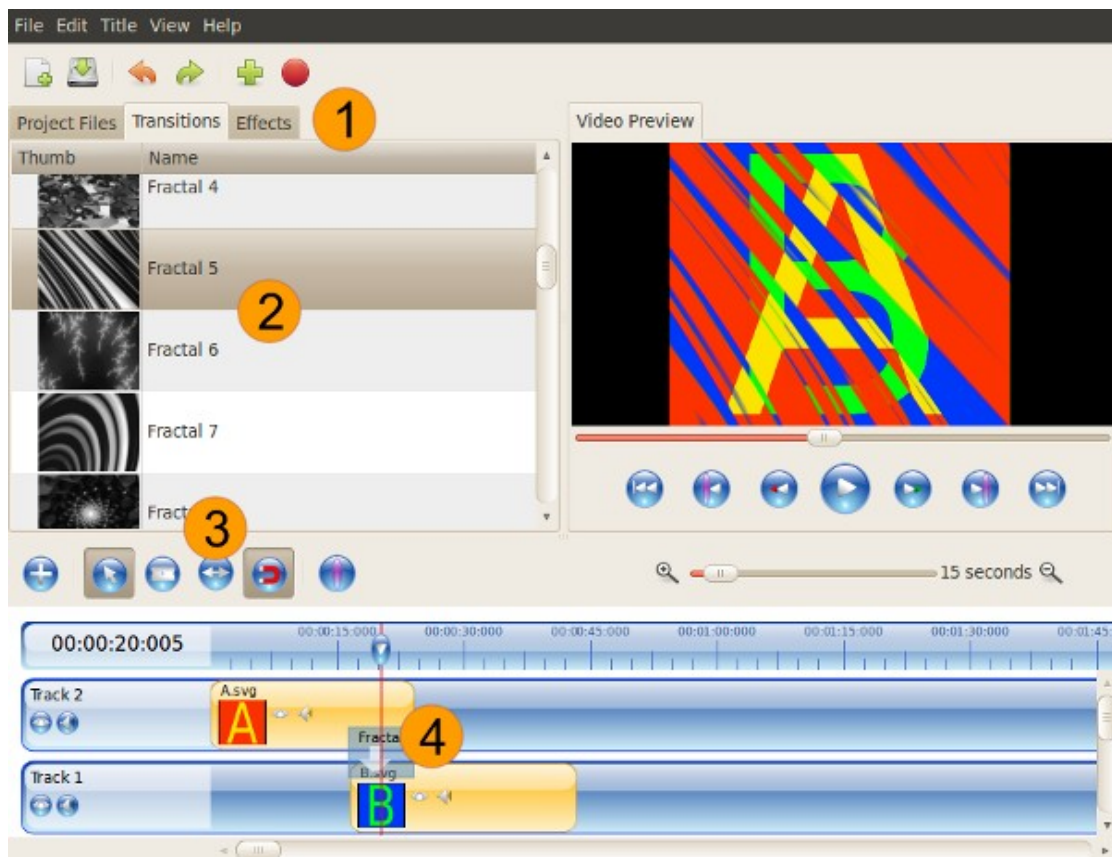 File Edit Title View Help
Project Files Transitions Effects 1
Video Preview
Thumb Name
Fractal 4
Fractal 5
2
Fractal 6
Fractal 7
3
15 seconds
00:00:20:005
00:00:15:000 00:00:30:000 00:00:45:000 00:01:00:000 00:01:15:000 00:01:30:000
Track 2 A.svg
A
4
Track 1 B.svg
B